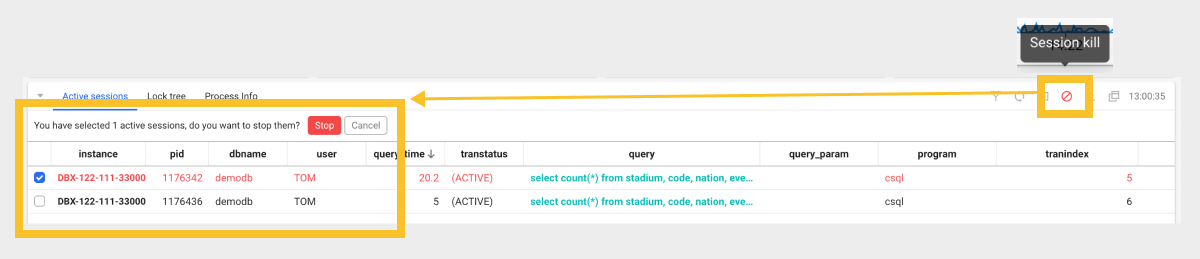 Session kill
14:22
Active sessions Lock tree Process Info 13:00:35
You have selected 1 active sessions, do you want to stop them? Stop Cancel
instance pid dbname user query_time transtatus query query_param program tranindex
DBX-122-111-33000 1176342 demodb TOM 20.2 (ACTIVE) select count(*) from stadium, code, nation, eve... csql 5
DBX-122-111-33000 1176436 demodb TOM 5 (ACTIVE) select count(*) from stadium, code, nation, eve... csql 6